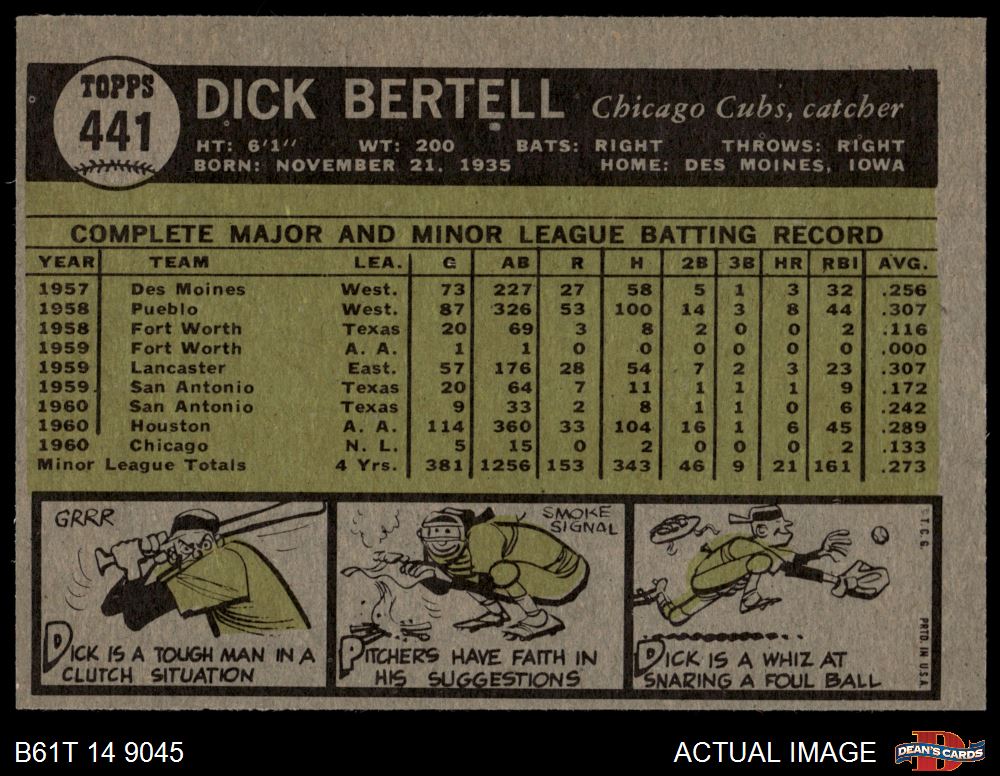 TOPPS
441
DICK BERTELL Chicago Cubs, catcher
HT: 6'1" WT: 200 BATS: RIGHT THROWS: RIGHT
BORN: NOVEMBER 21, 1935 HOME: DES MOINES, IOWA
COMPLETE MAJOR AND MINOR LEAGUE BATTING RECORD
YEAR TEAM LEA. G AB R H 2B 3B HR RBI AVG.
1957 Des Moines West. 73 227 27 58 5 1 3 32 .256
1958 Pueblo West. 87 326 53 100 14 3 8 44 .307
1958 Fort Worth Texas 20 69 3 8 2 0 0 2 .116
1959 Fort Worth A. A. 1 1 0 0 0 0 0 0 .000
1959 Lancaster East. 57 176 28 54 7 2 3 23 .307
1959 San Antonio Texas 20 64 7 11 1 1 1 9 .172
1960 San Antonio Texas 9 33 2 8 1 1 0 6 .242
1960 Houston A. A. 114 360 33 104 16 1 6 45 .289
1960 Chicago N. L. 5 15 0 2 0 0 0 2 .133
Minor League Totals 4 Yrs. 381 1256 153 343 46 9 21 161 .273
GRRR
DICK IS A TOUGH MAN IN A
CLUTCH SITUATION
SMOKE
SIGNAL
PITCHERS HAVE FAITH IN
HIS SUGGESTIONS
DICK IS A WHIZ AT
SNARING A FOUL BALL
T.C.G.
PRTD. IN U.S.A.
B61T 14 9045
ACTUAL IMAGE
D
DEAN'S CARDS